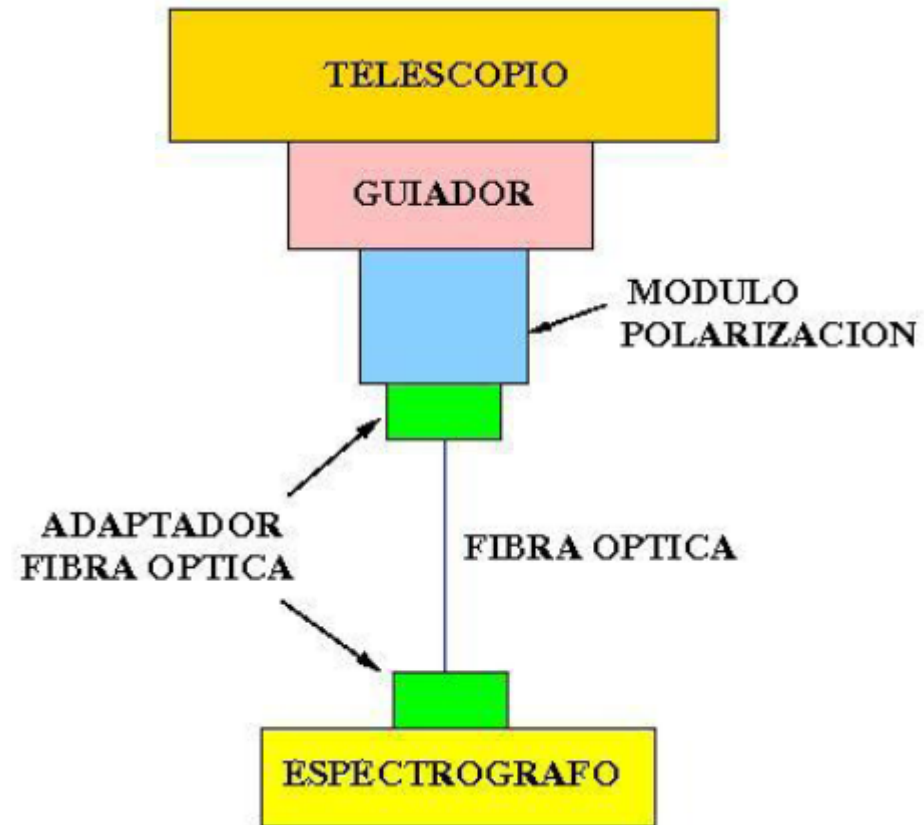 TELESCOPIO
GUIADOR
MODULO
POLARIZACION
ADAPTADOR
FIBRA OPTICA
FIBRA OPTICA
ESPECTROGRAFO